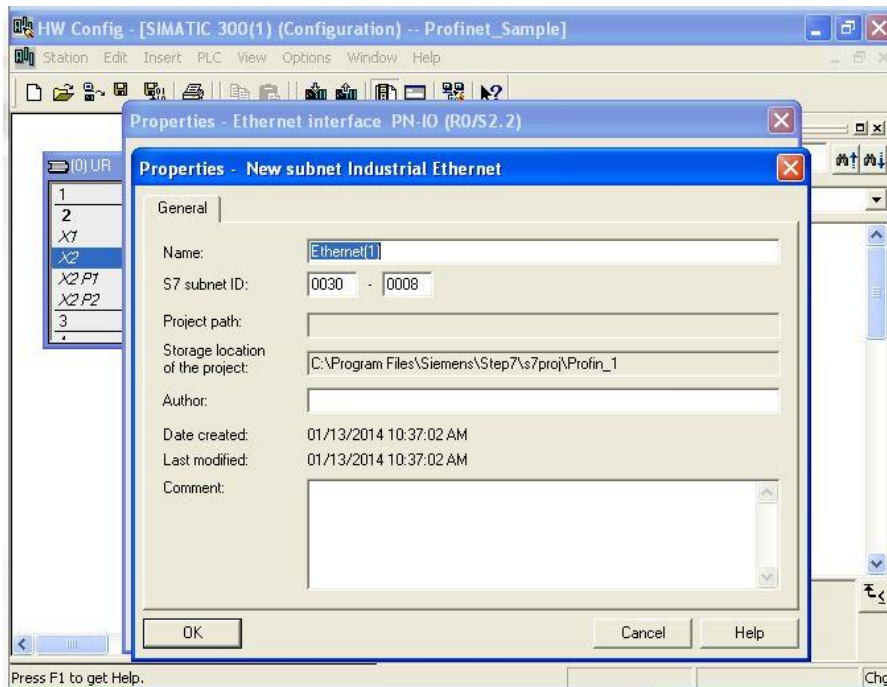 HW Config - [SIMATIC 300(1) (Configuration) -- Profinet_Sample]
Station Edit Insert PLC View Options Window Help
Properties - Ethernet interface PN-IO (R0/S2.2)
(0) UR
1
2
X1
X2
X2 P1
X2 P2
3
Properties - New subnet Industrial Ethernet
General
Name: Ethernet(1)
S7 subnet ID: 0030 - 0008
Project path:
Storage location
of the project: C:\Program Files\Siemens\Step7\s7proj\Profin_1
Author:
Date created: 01/13/2014 10:37:02 AM
Last modified: 01/13/2014 10:37:02 AM
Comment:
OK Cancel Help
Press F1 to get Help. Chg